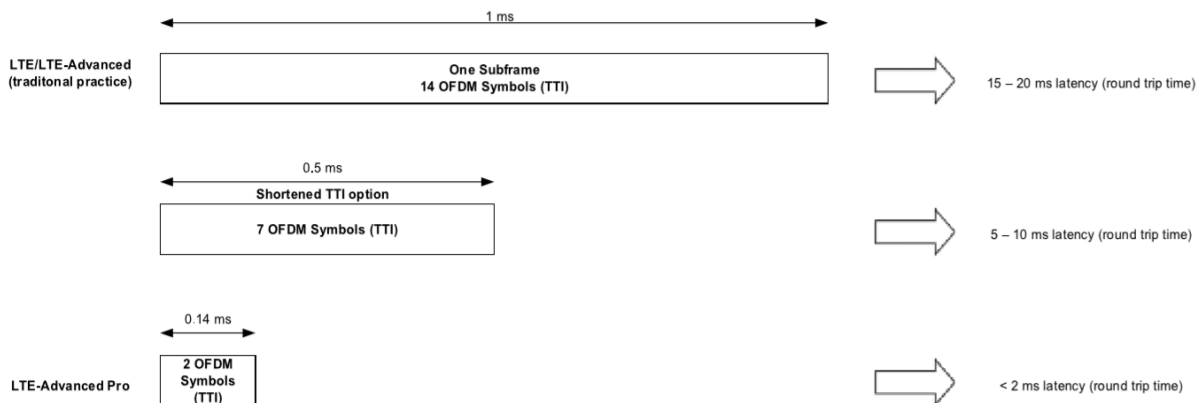 1 ms
LTE/LTE-Advanced
(traditonal practice)
One Subframe
14 OFDM Symbols (TTI)
15 – 20 ms latency (round trip time)
0.5 ms
Shortened TTI option
7 OFDM Symbols (TTI)
5 – 10 ms latency (round trip time)
0.14 ms
LTE-Advanced Pro
2 OFDM
Symbols
(TTI)
< 2 ms latency (round trip time)